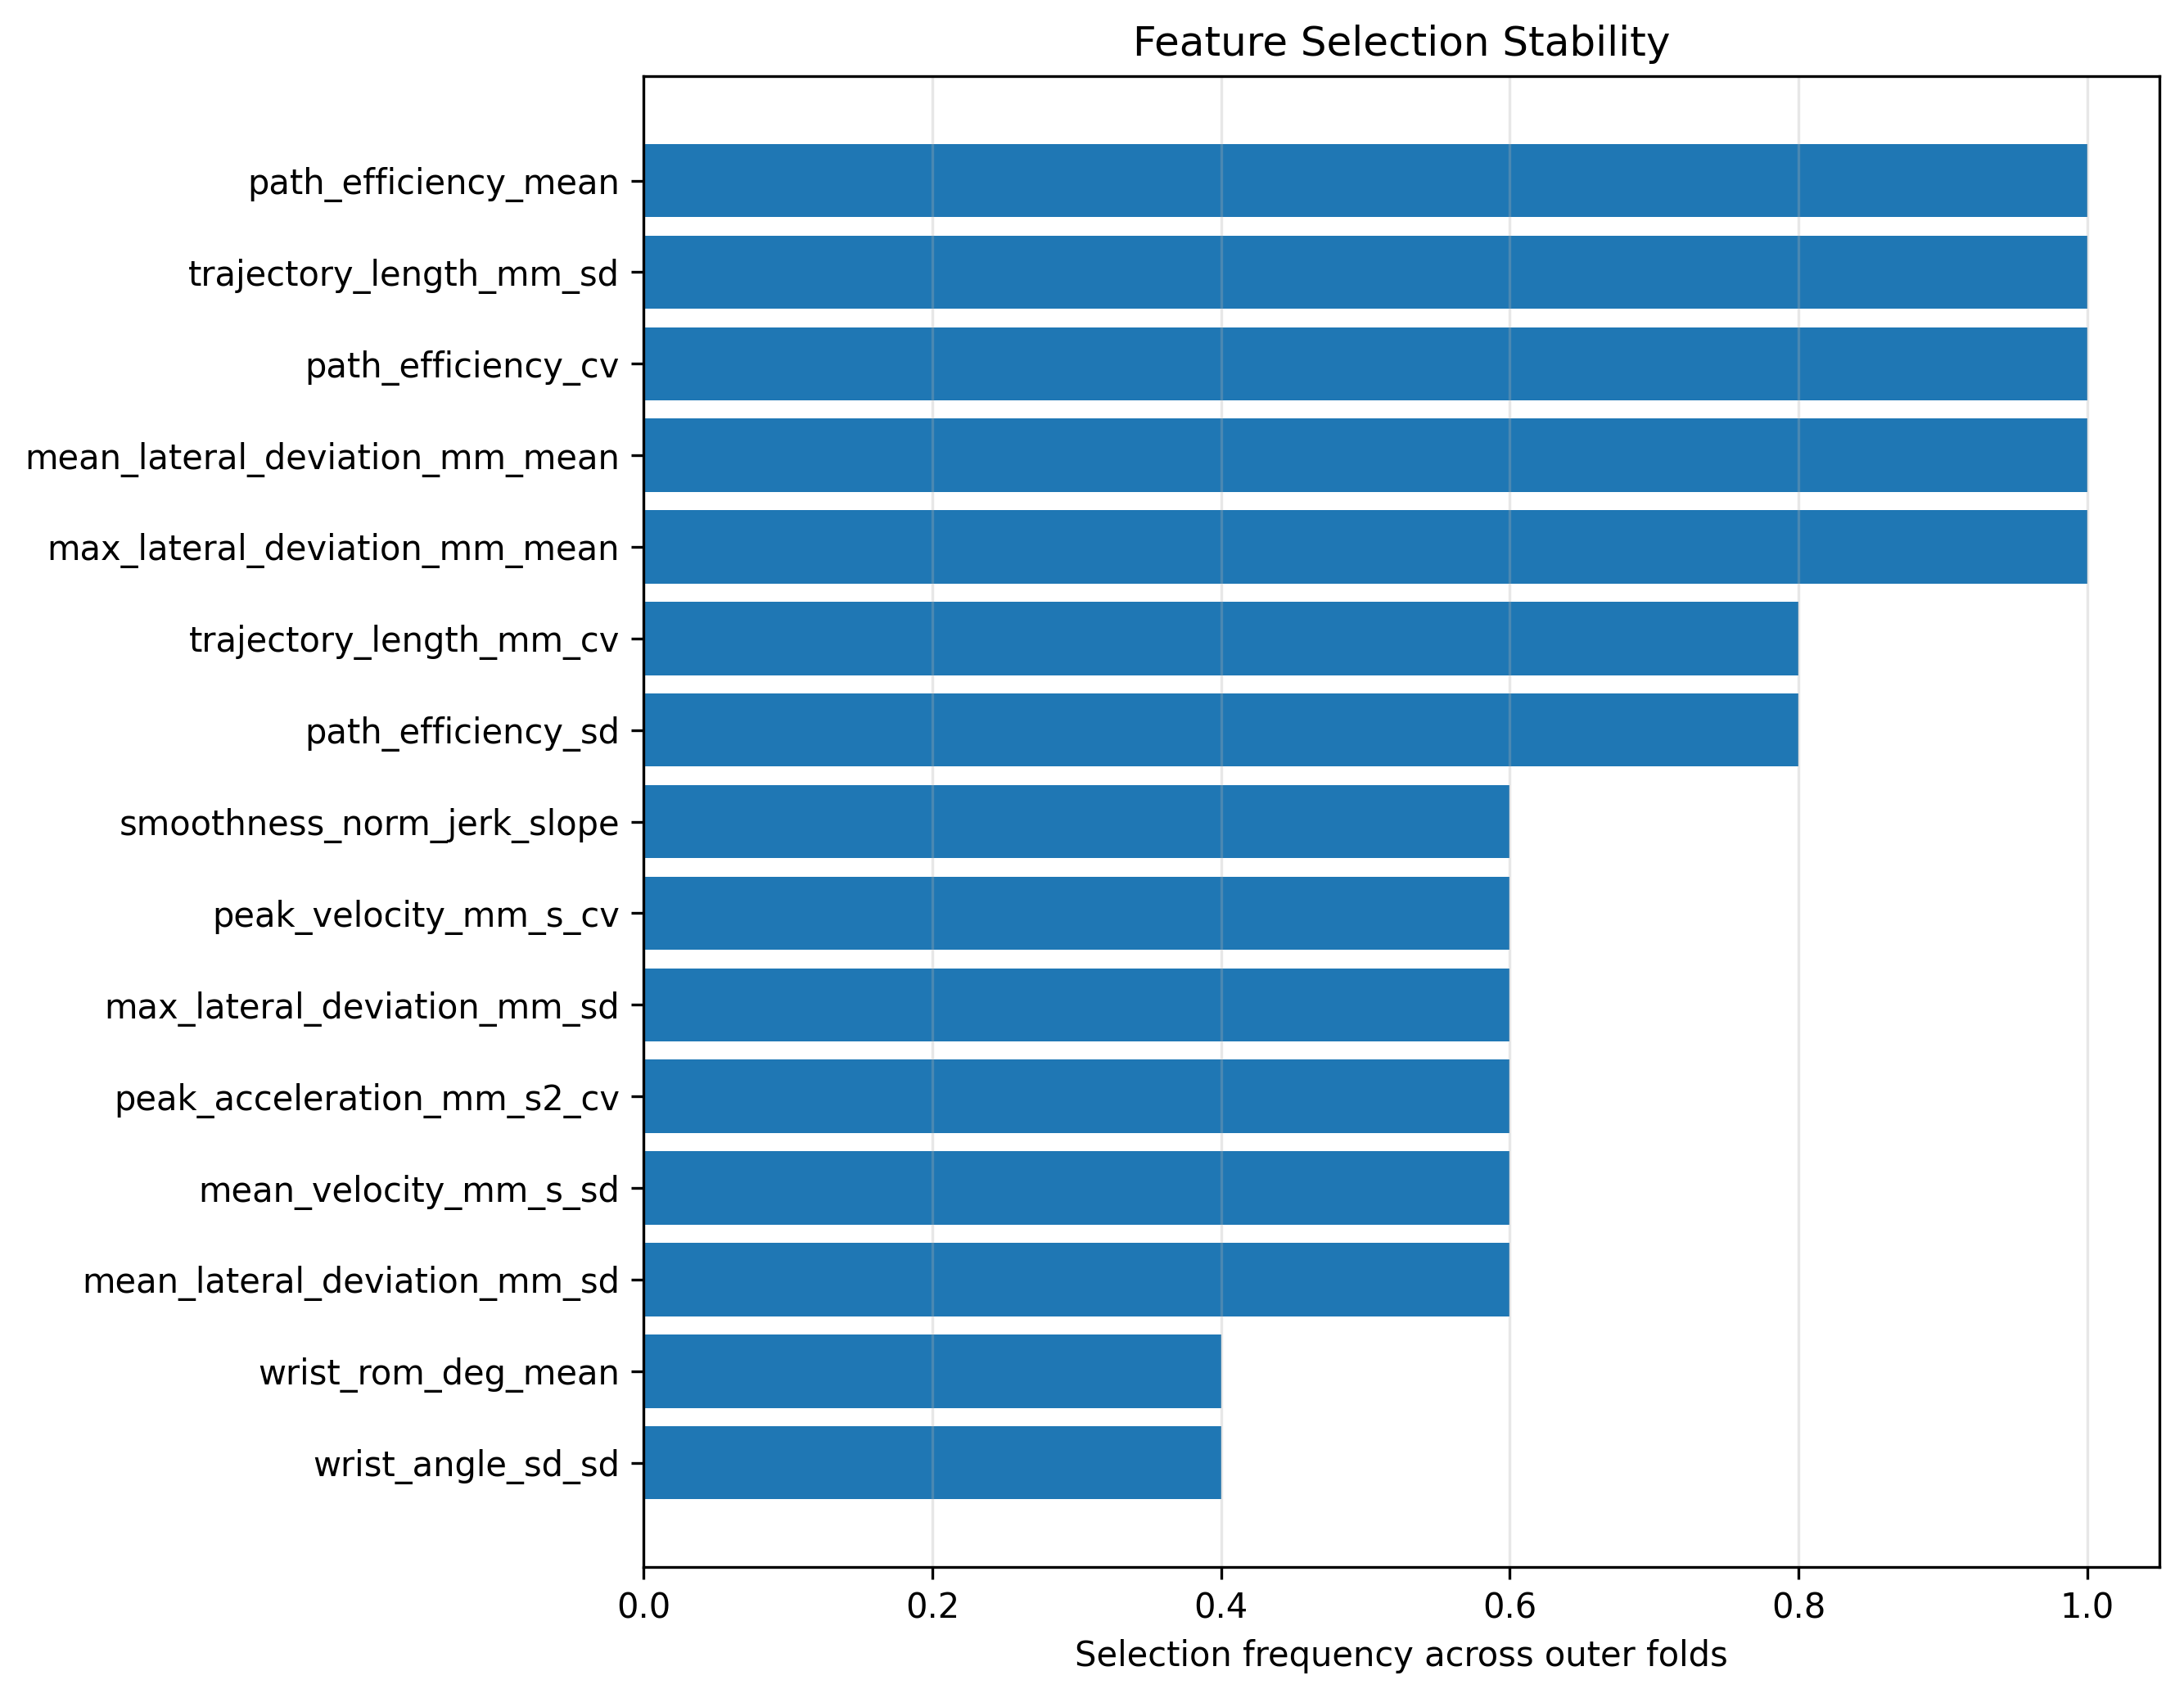 Feature Selection Stability
path_efficiency_mean
trajectory_length_mm_sd
path_efficiency_cv
mean_lateral_deviation_mm_mean
max_lateral_deviation_mm_mean
trajectory_length_mm_cv
path_efficiency_sd
smoothness_norm_jerk_slope
peak_velocity_mm_s_cv
max_lateral_deviation_mm_sd
peak_acceleration_mm_s2_cv
mean_velocity_mm_s_sd
mean_lateral_deviation_mm_sd
wrist_rom_deg_mean
wrist_angle_sd_sd
0.0 0.2 0.4 0.6 0.8 1.0
Selection frequency across outer folds